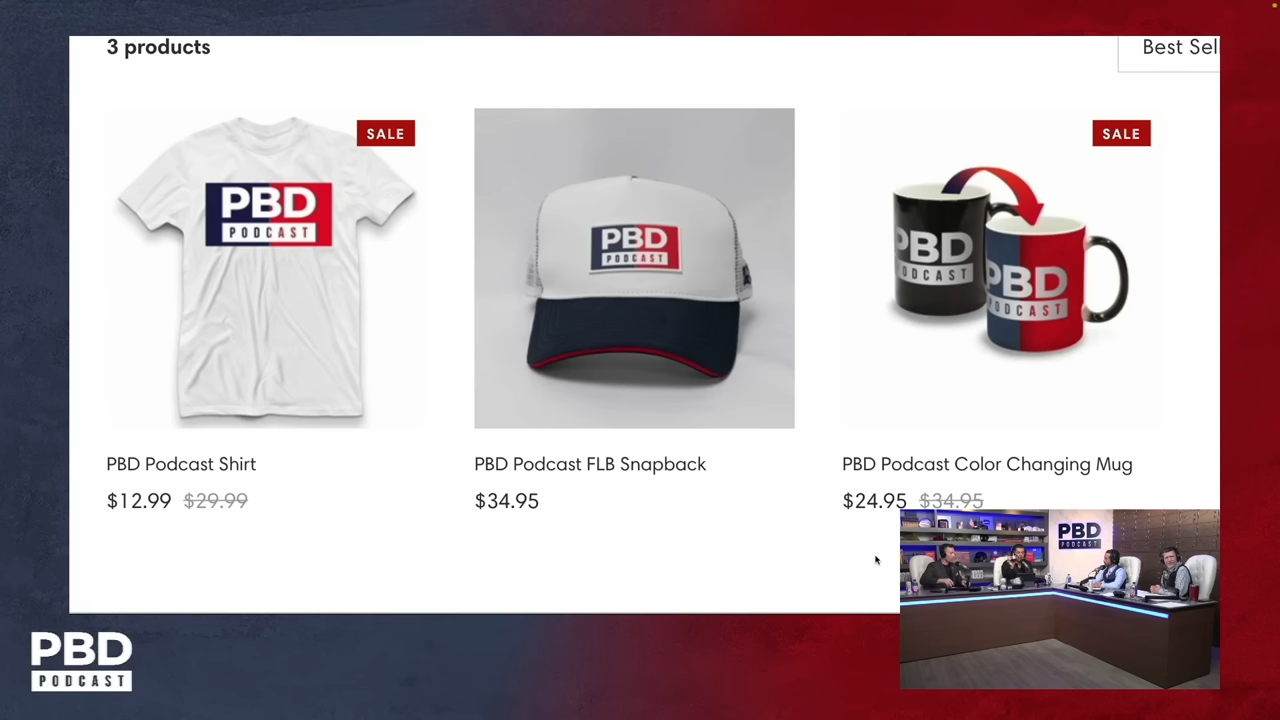 3 products
Best Sel
SALE
SALE
PBD
PODCAST
PBD
PODCAST
PBD
ODCAST
PBD
PODCAST
PBD Podcast Shirt
PBD Podcast FLB Snapback
PBD Podcast Color Changing Mug
$12.99 $29.99
$34.95
$24.95 $34.95
PBD
PODCAST
PBD
PODCAST